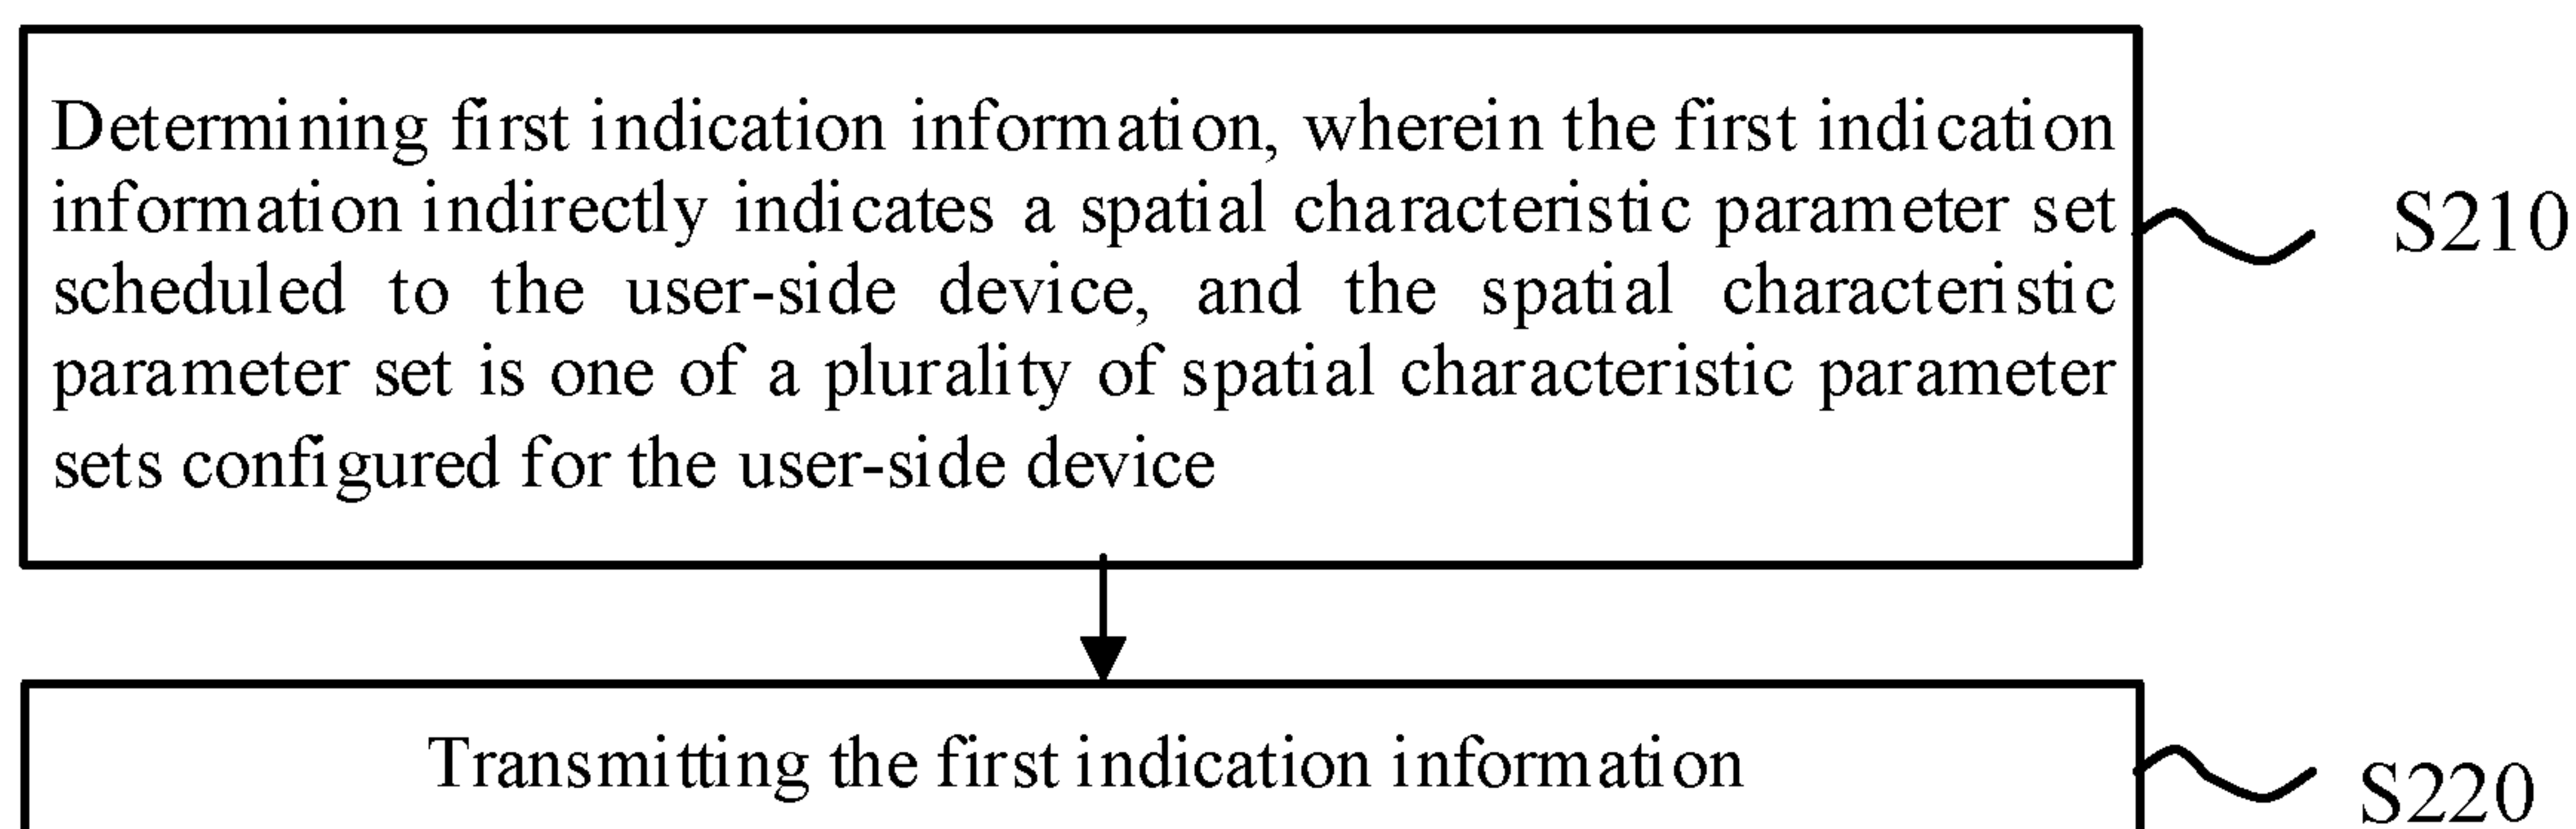 Determining first indication information, wherein the first indication
information indirectly indicates a spatial characteristic parameter set
scheduled to the user-side device, and the spatial characteristic
parameter set is one of a plurality of spatial characteristic parameter
sets configured for the user-side device
S210
Transmitting the first indication information
S220